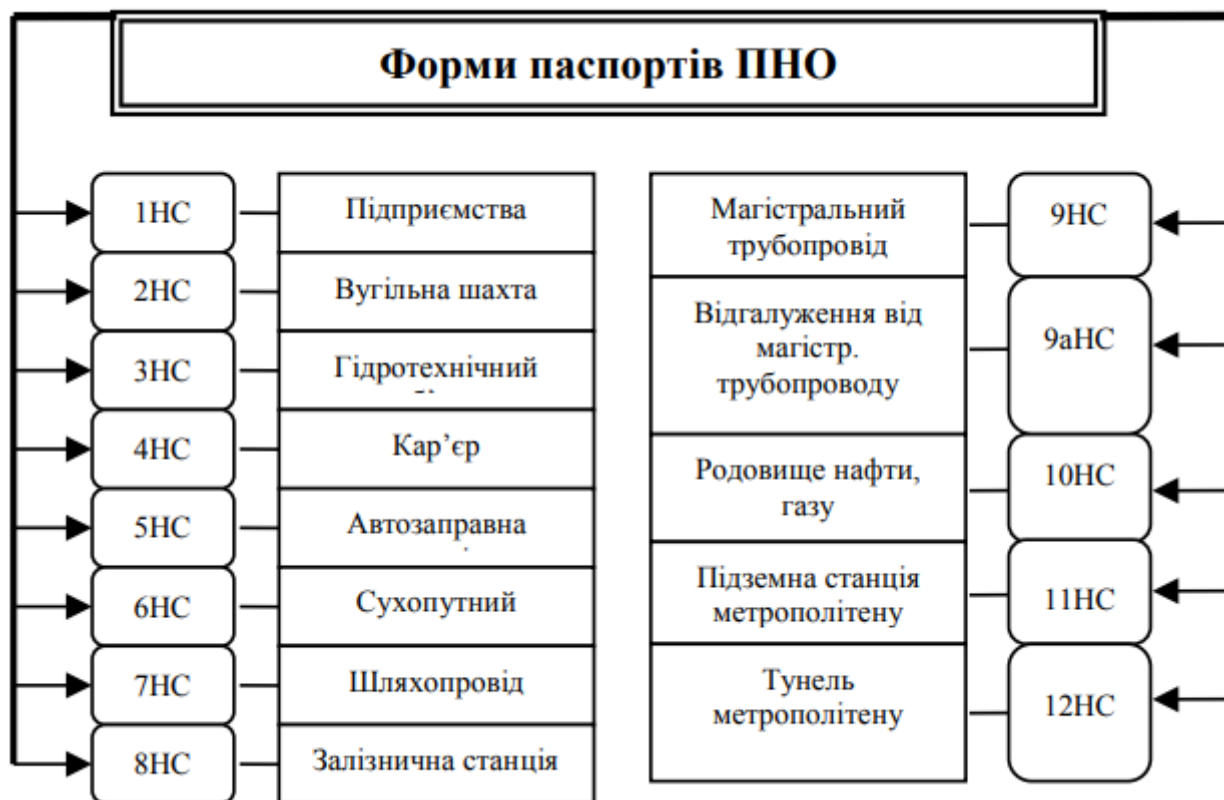 Форми паспортів ПНО
1НС
Підприємства
2НС
Вугільна шахта
3НС
Гідротехнічний
4НС
Кар’єр
5НС
Автозаправна
6НС
Сухопутний
7НС
Шляхопровід
8НС
Залізнична станція
Магістральний
трубопровід
9НС
Відгалуження від
магістр.
трубопроводу
9аНС
Родовище нафти,
газу
10НС
Підземна станція
метрополітену
11НС
Тунель
метрополітену
12НС